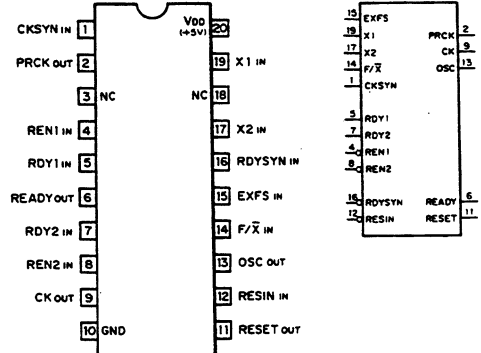 CKSYN IN 1
PRCK OUT 2
3 NC
REN1 IN 4
RDY1 IN 5
READY OUT 6
RDY2 IN 7
REN2 IN 8
CK OUT 9
10 GND
VDD 20
(+5V)
19 X1 IN
NC 18
17 X2 IN
16 RDYSYN IN
15 EXFS IN
14 F/X̅ IN
13 OSC OUT
12 RESIN IN
11 RESET OUT
15 EXFS
19 X1
17 X2
14 F/X̅
1 CKSYN
5 RDY1
7 RDY2
4 REN1
8 REN2
16 RDYSYN
12 RESIN
PRCK 2
CK 9
OSC 13
READY 6
RESET 11